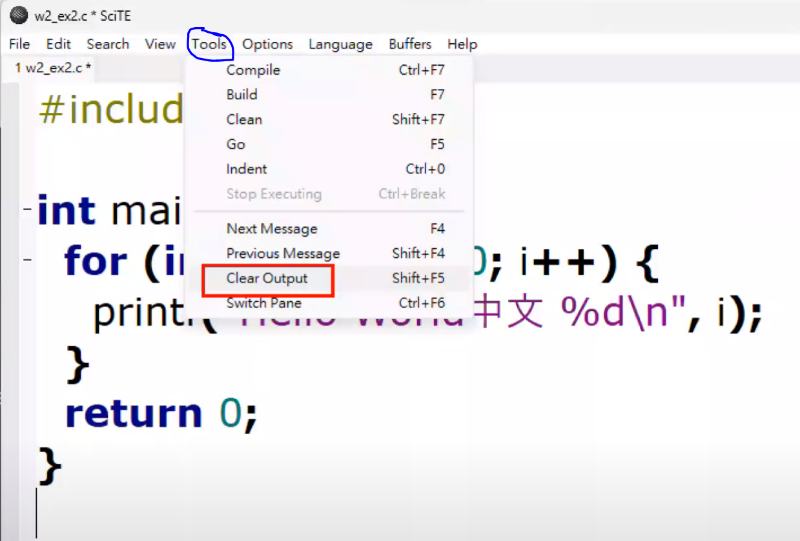 w2_ex2.c * SciTE
File Edit Search View Tools Options Language Buffers Help
1 w2_ex2.c *
Compile Ctrl+F7
Build F7
Clean Shift+F7
Go F5
Indent Ctrl+0
Stop Executing Ctrl+Break
Next Message F4
Previous Message Shift+F4
Clear Output Shift+F5
Switch Pane Ctrl+F6
#includ
int mai
for (in 0; i++) {
printf("Hello World中文 %d\n", i);
}
return 0;
}